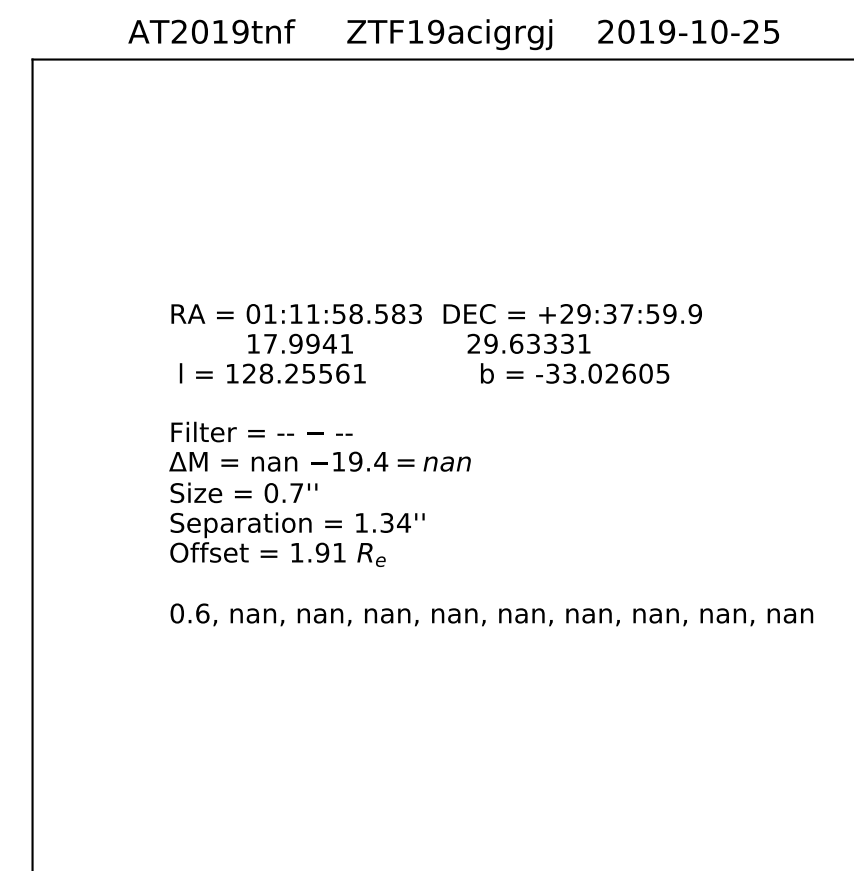 AT2019tnf ZTF19acigrgj 2019-10-25
RA = 01:11:58.583 DEC = +29:37:59.9
17.9941 29.63331
l = 128.25561 b = -33.02605
Filter = -- − --
ΔM = nan −19.4 = nan
Size = 0.7''
Separation = 1.34''
Offset = 1.91 Re
0.6, nan, nan, nan, nan, nan, nan, nan, nan, nan